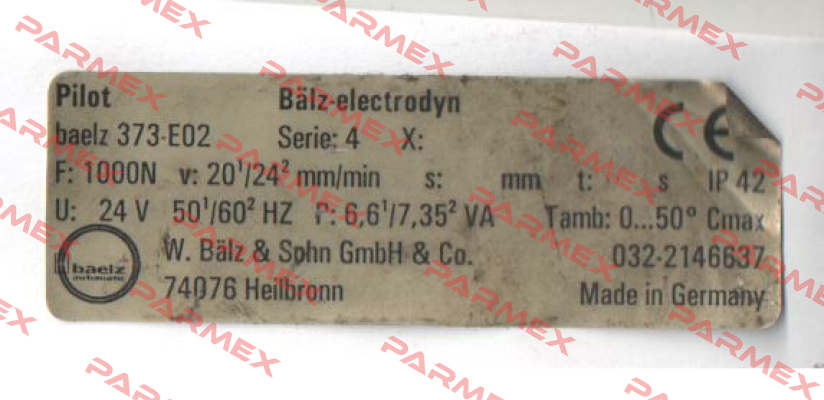 Pilot Bälz-electrodyn
baelz 373-E02 Serie: 4 X: CE
F: 1000N v: 20¹/24² mm/min s: mm t: s IP 42
U: 24 V 50¹/60² HZ P: 6,6¹/7,35² VA Tamb: 0...50° Cmax
W. Bälz & Sohn GmbH & Co. 032-2146637
baelz
automatic
74076 Heilbronn Made in Germany
PARMEX
PARMEX
PARMEX
PARMEX
PARMEX
PARMEX
PARMEX
PARMEX
PARMEX